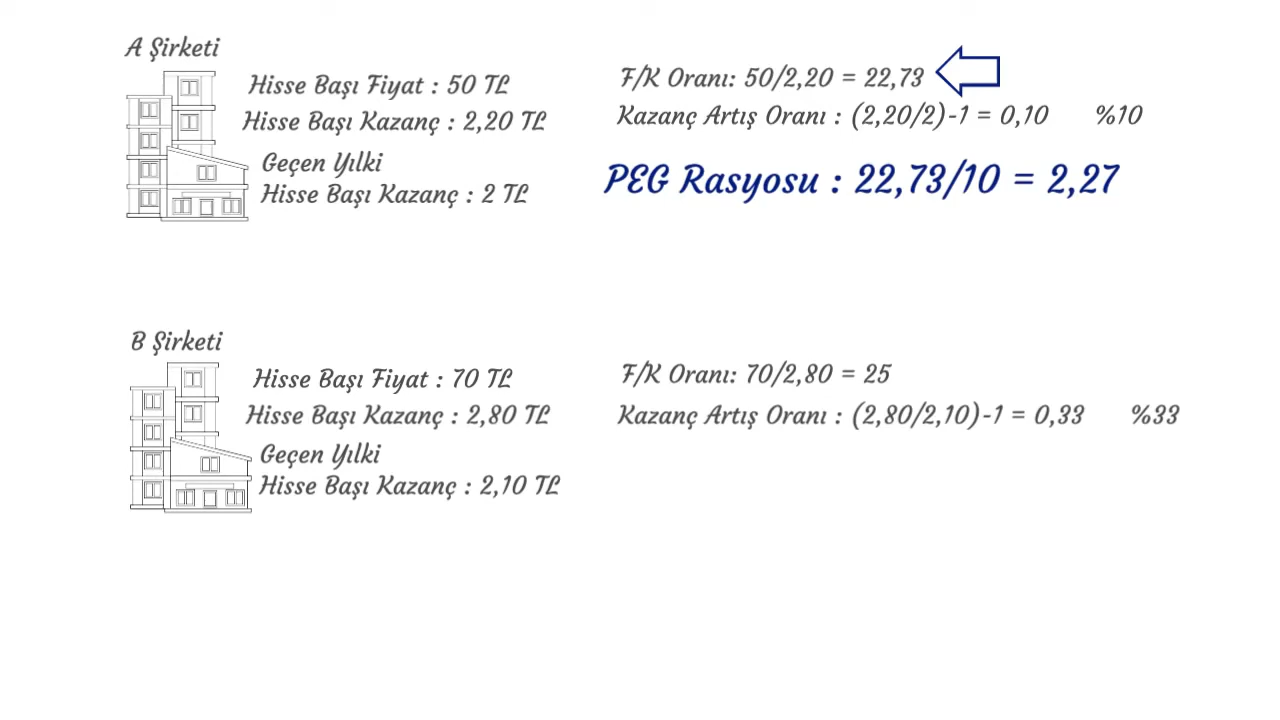 A Şirketi
Hisse Başı Fiyat : 50 TL
Hisse Başı Kazanç : 2,20 TL
Geçen Yılki
Hisse Başı Kazanç : 2 TL
F/K Oranı: 50/2,20 = 22,73
Kazanç Artış Oranı : (2,20/2)-1 = 0,10 %10
PEG Rasyosu : 22,73/10 = 2,27
B Şirketi
Hisse Başı Fiyat : 70 TL
Hisse Başı Kazanç : 2,80 TL
Geçen Yılki
Hisse Başı Kazanç : 2,10 TL
F/K Oranı: 70/2,80 = 25
Kazanç Artış Oranı : (2,80/2,10)-1 = 0,33 %33